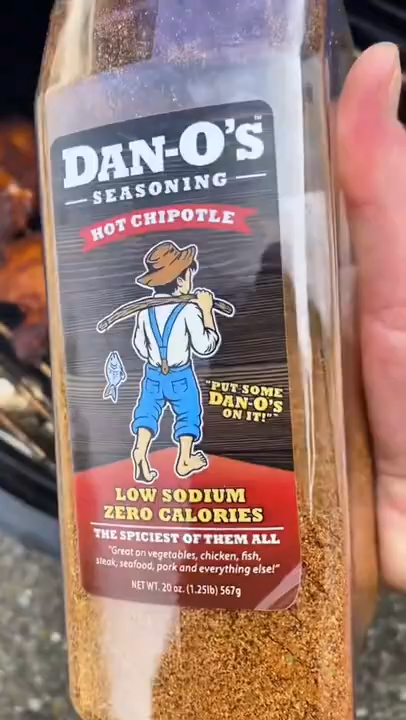 DAN-O'S™
SEASONING
HOT CHIPOTLE
"PUT SOME
DAN-O'S
ON IT!"
LOW SODIUM
ZERO CALORIES
THE SPICIEST OF THEM ALL
"Great on vegetables, chicken, fish,
steak, seafood, pork and everything else!"
NET WT. 20 oz. (1.25lb) 567g